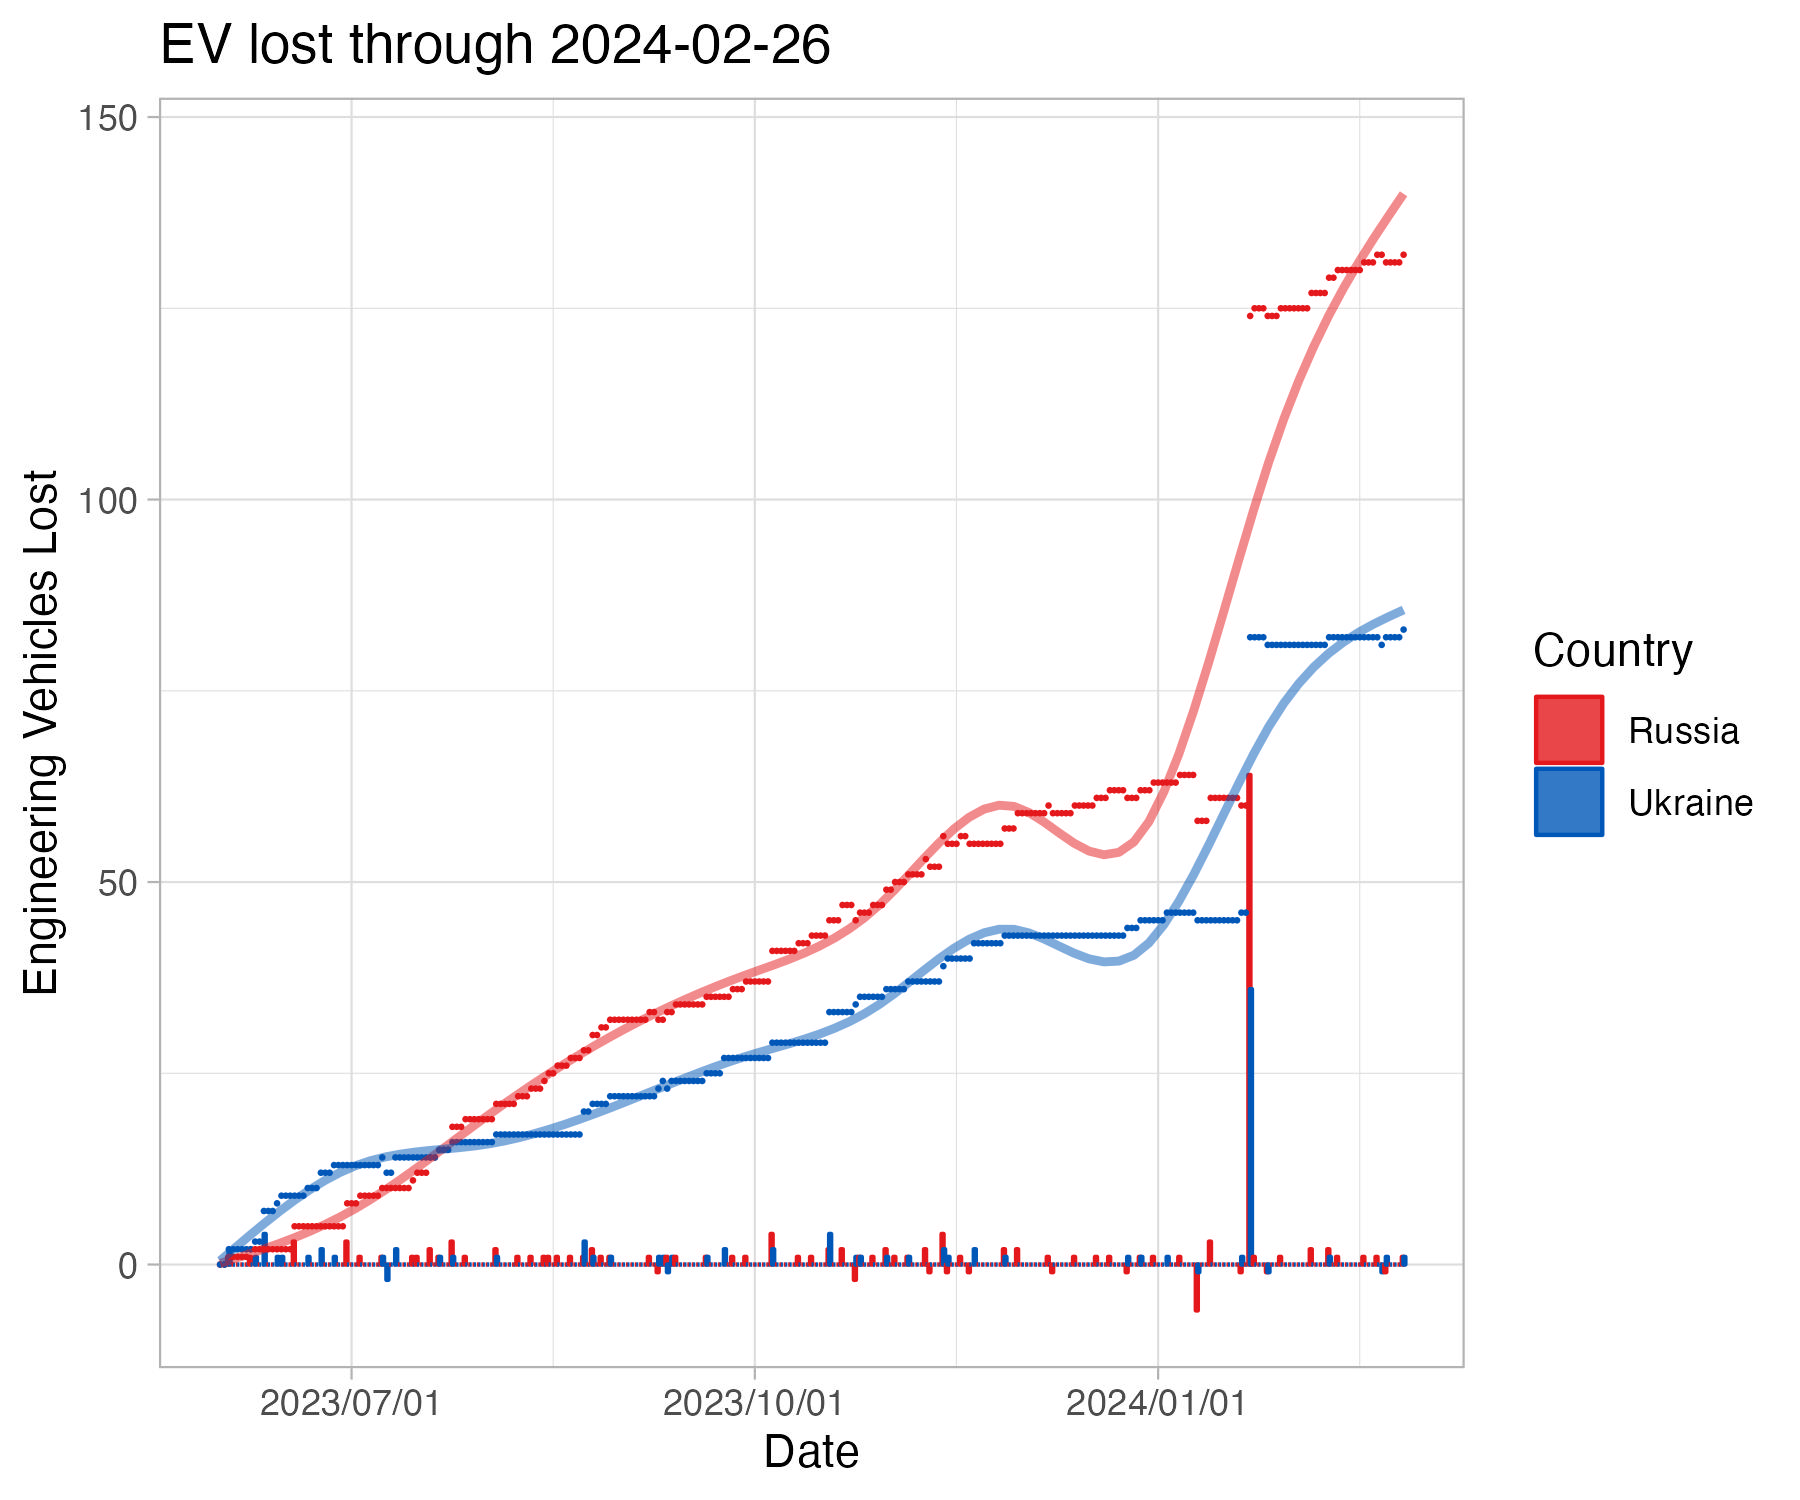 EV lost through 2024-02-26
Engineering Vehicles Lost
150
100
50
0
2023/07/01
2023/10/01
2024/01/01
Date
Country
Russia
Ukraine